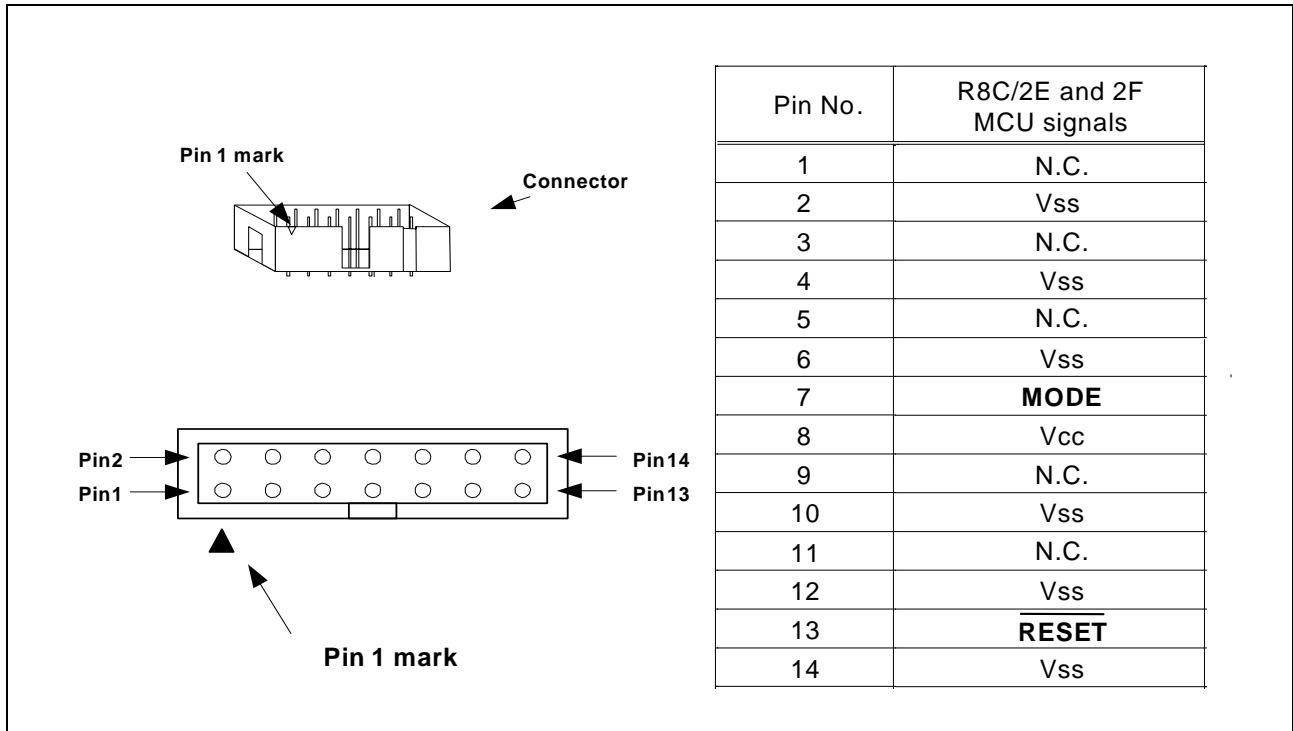 Pin 1 mark
Connector
Pin2
Pin1
Pin14
Pin13
Pin 1 mark
Pin No. R8C/2E and 2F
MCU signals
1 N.C.
2 Vss
3 N.C.
4 Vss
5 N.C.
6 Vss
7 MODE
8 Vcc
9 N.C.
10 Vss
11 N.C.
12 Vss
13 RESET
14 Vss